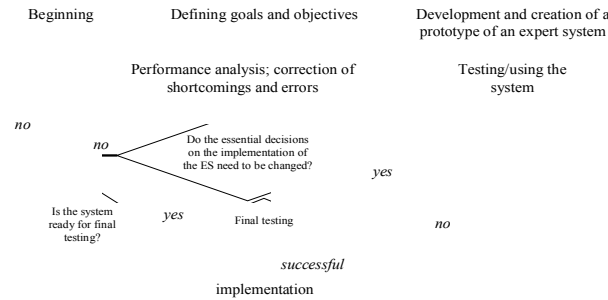 Beginning
Defining goals and objectives
Development and creation of a
prototype of an expert system
Performance analysis; correction of
shortcomings and errors
Testing/using the
system
no
no
Do the essential decisions
on the implementation of
the ES need to be changed?
yes
Is the system
ready for final
testing?
yes
Final testing
no
successful
implementation